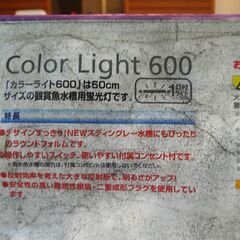 Color Light 600
「カラーライト600」は60cm
サイズの観賞魚水槽用蛍光灯です。
特長
●デザインすっきり！NEWスティングレー水槽にもぴったり
のラウンドフォルムです。
●操作しやすいスイッチ、使いやすい付属コンセント付です。
●反射効率を考えた大きな反射板で、明るさがアップ！
●安全性の高い難燃性樹脂・二重成形プラグを使用してい
ます。